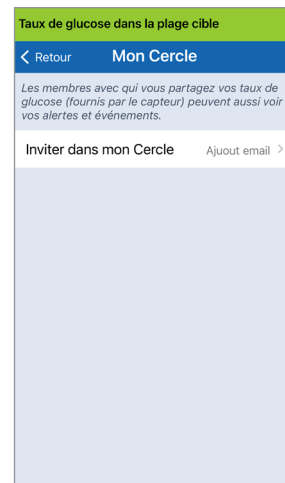 Taux de glucose dans la plage cible
Retour Mon Cercle
Les membres avec qui vous partagez vos taux de
glucose (fournis par le capteur) peuvent aussi voir
vos alertes et événements.
Inviter dans mon Cercle Ajuout email